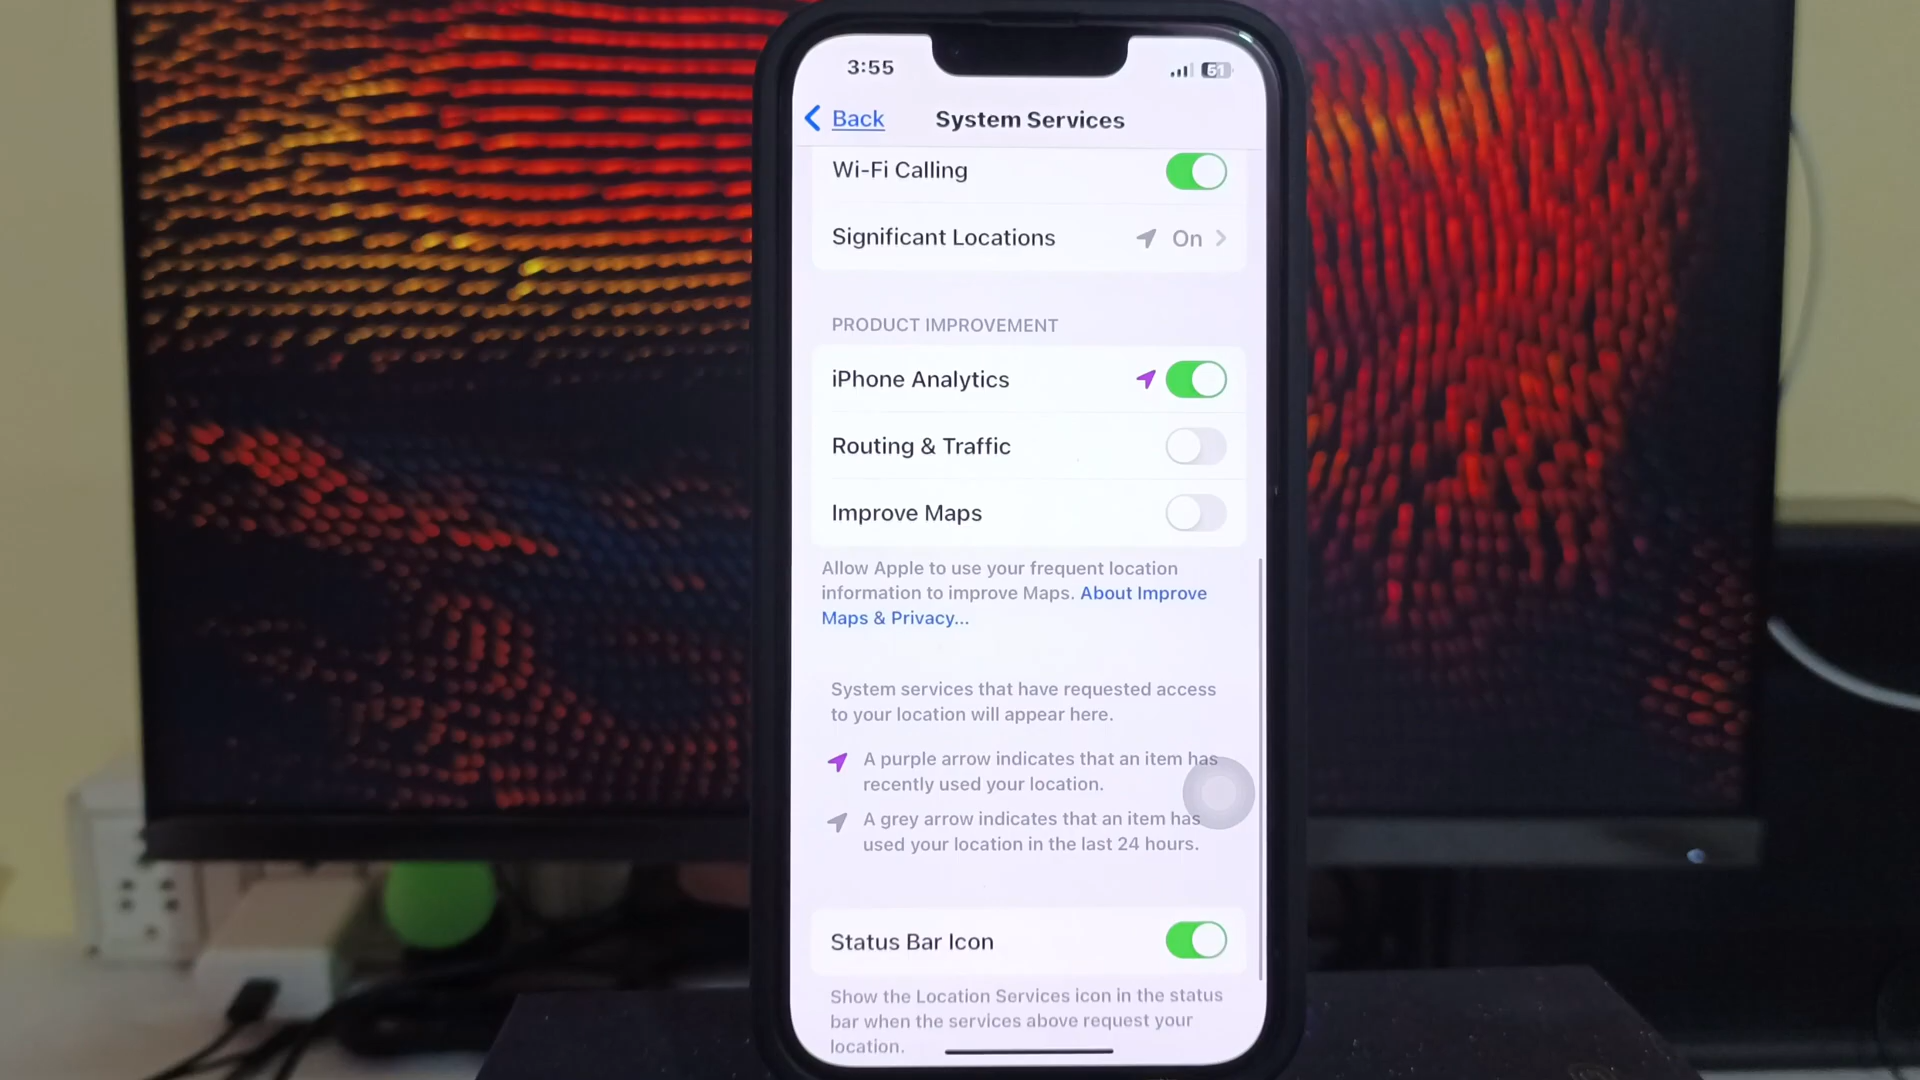 3:55
61
Back
System Services
Wi-Fi Calling
Significant Locations On
PRODUCT IMPROVEMENT
iPhone Analytics
Routing & Traffic
Improve Maps
Allow Apple to use your frequent location
information to improve Maps. About Improve
Maps & Privacy...
System services that have requested access
to your location will appear here.
A purple arrow indicates that an item has
recently used your location.
A grey arrow indicates that an item has
used your location in the last 24 hours.
Status Bar Icon
Show the Location Services icon in the status
bar when the services above request your
location.